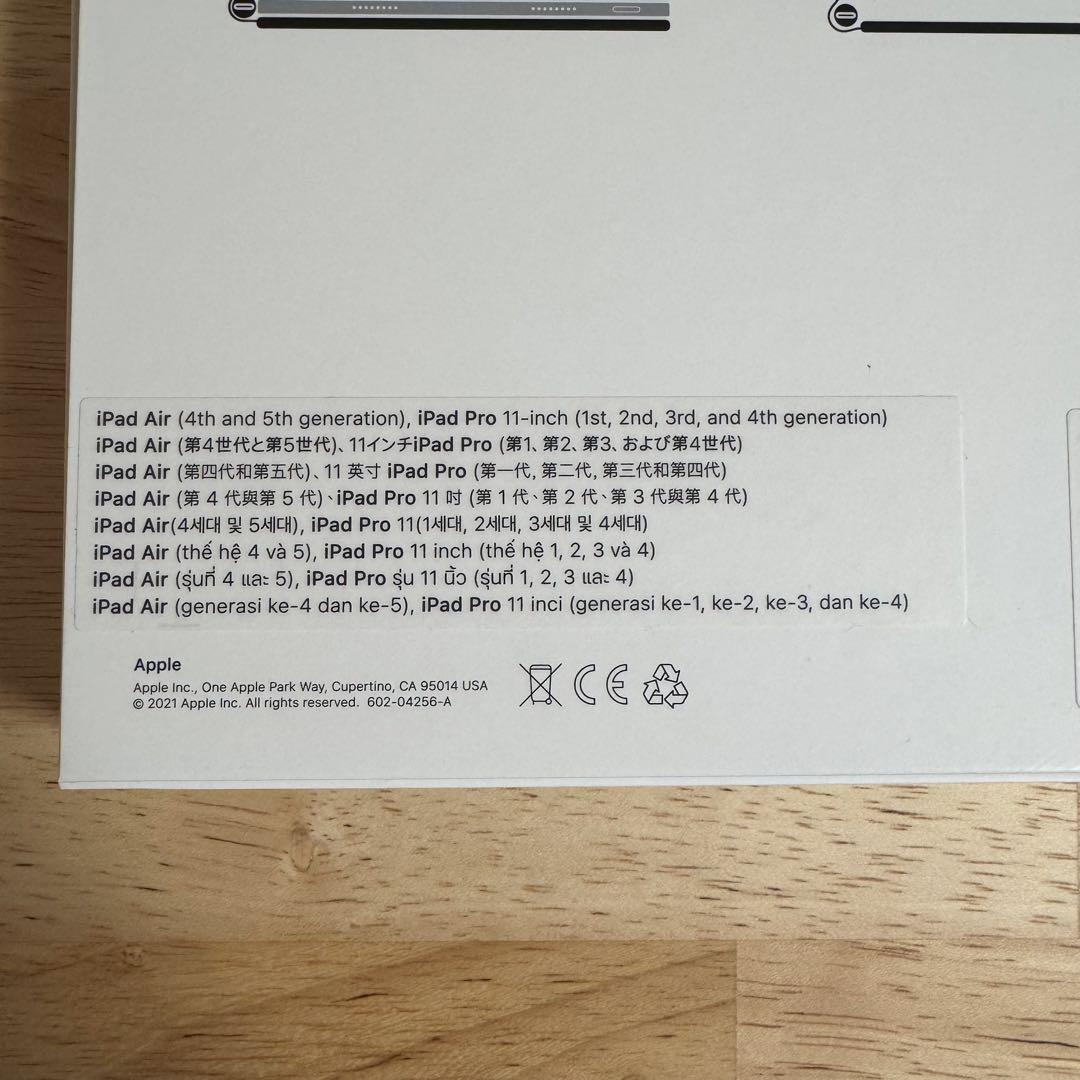 iPad Air (4th and 5th generation), iPad Pro 11-inch (1st, 2nd, 3rd, and 4th generation)
iPad Air (第4世代と第5世代)、11インチiPad Pro (第1、第2、第3、および第4世代)
iPad Air (第四代和第五代)、11 英寸 iPad Pro (第一代, 第二代, 第三代和第四代)
iPad Air (第 4 代與第 5 代)、iPad Pro 11 吋 (第 1 代、第 2 代、第 3 代與第 4 代)
iPad Air(4세대 및 5세대), iPad Pro 11(1세대, 2세대, 3세대 및 4세대)
iPad Air (thế hệ 4 và 5), iPad Pro 11 inch (thế hệ 1, 2, 3 và 4)
iPad Air (รุ่นที่ 4 และ 5), iPad Pro รุ่น 11 นิ้ว (รุ่นที่ 1, 2, 3 และ 4)
iPad Air (generasi ke-4 dan ke-5), iPad Pro 11 inci (generasi ke-1, ke-2, ke-3, dan ke-4)
Apple
Apple Inc., One Apple Park Way, Cupertino, CA 95014 USA
© 2021 Apple Inc. All rights reserved. 602-04256-A
CE